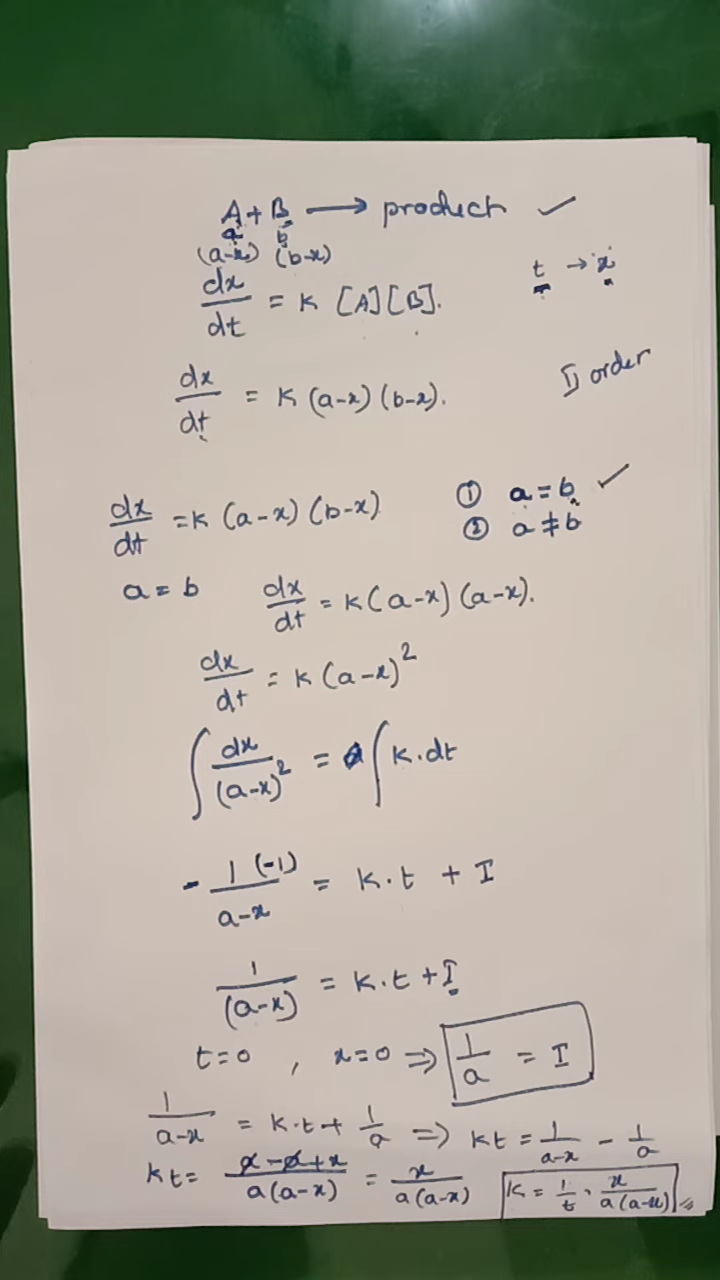 A + B ⟶ product ✓
a b
(a-x) (b-x)
dx/dt = K [A][B]. t → x
dx/dt = K (a-x) (b-x). II order
dx/dt = K (a-x) (b-x) ① a = b ✓
② a ≠ b
a = b dx/dt = K (a-x) (a-x).
dx/dt = K (a-x)²
∫ dx/(a-x)² = ∫ K.dt
- 1 (-1)/a-x = K.t + I
1/(a-x) = K.t + I
t=0 , x=0 ⇒ 1/a = I
1/a-x = K.t + 1/a ⇒ Kt = 1/a-x - 1/a
Kt = a-a+x/a(a-x) = x/a(a-x) K = 1/t . x/a(a-x)